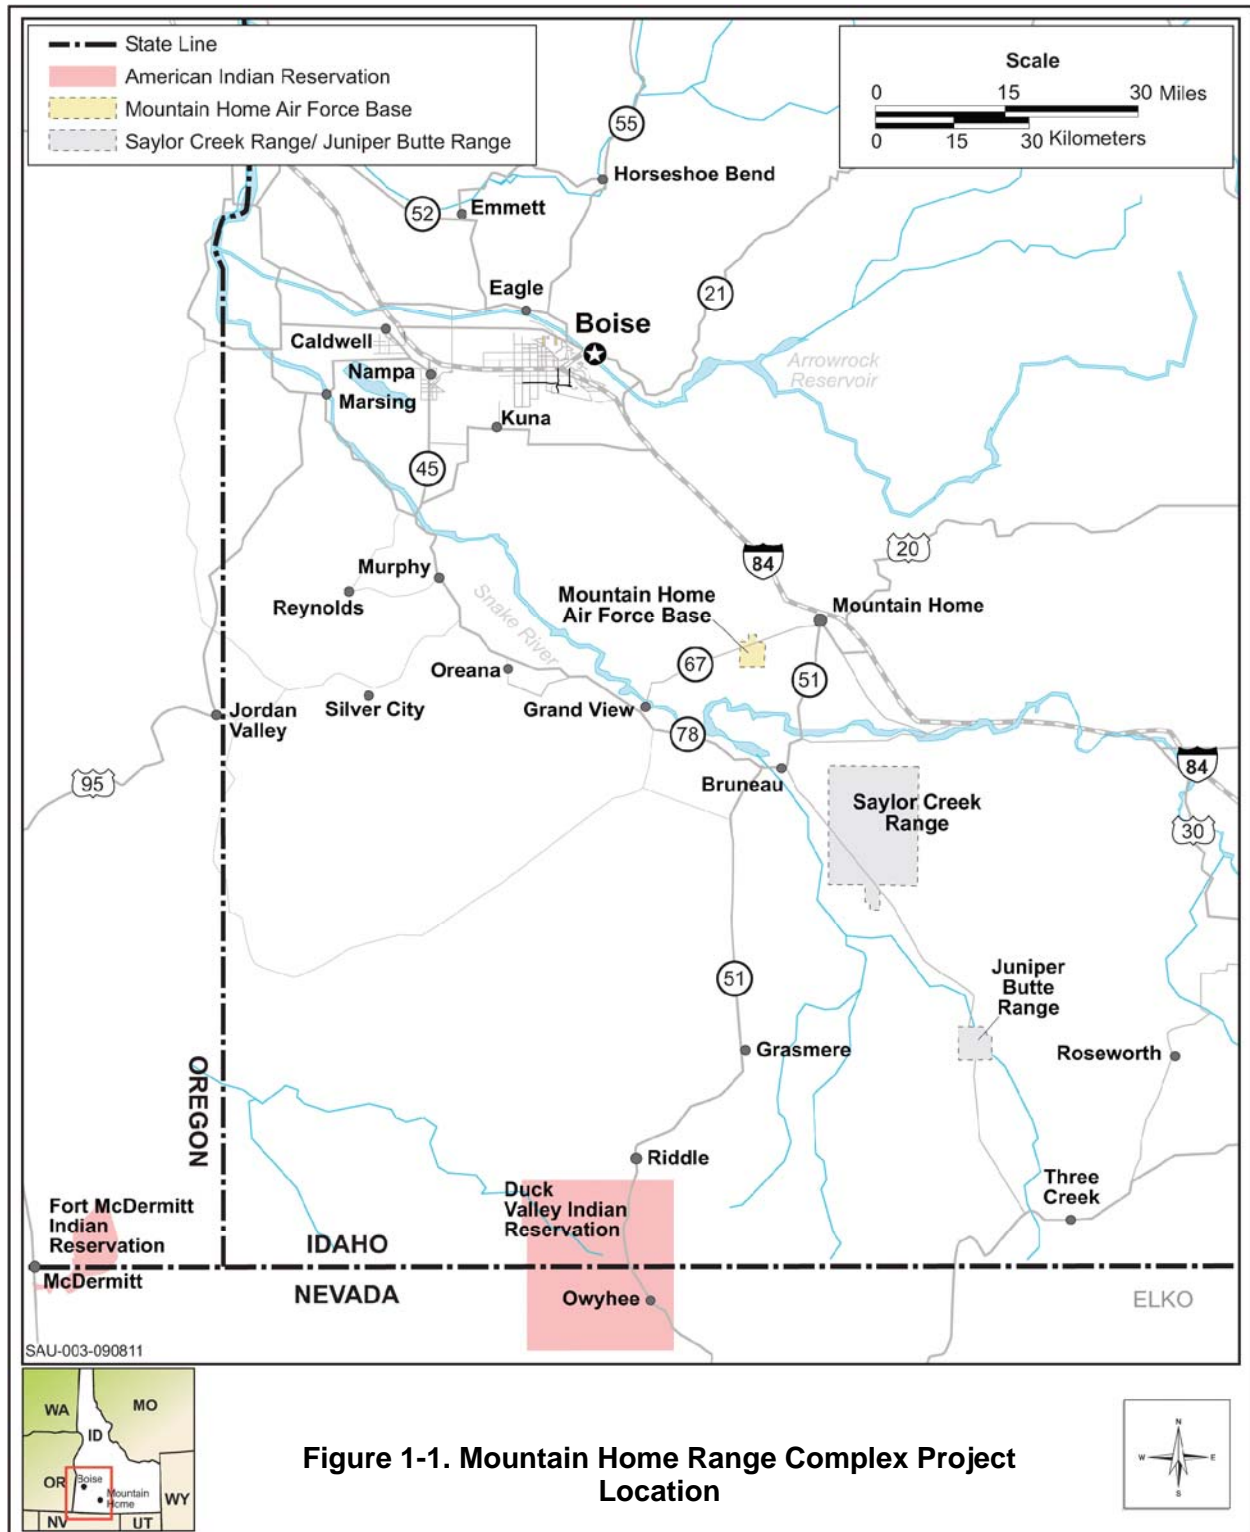 State Line
American Indian Reservation
Mountain Home Air Force Base
Saylor Creek Range/ Juniper Butte Range
Scale
0 15 30 Miles
0 15 30 Kilometers
55
Horseshoe Bend
52
Emmett
21
Eagle
Boise
Caldwell
Arrowrock
Reservoir
Nampa
Marsing
Kuna
45
20
84
Murphy
Reynolds
Snake River
Mountain Home
Air Force Base
Mountain Home
67
51
Oreana
Silver City
Grand View
Jordan
Valley
78
95
Bruneau
84
Saylor Creek
Range
30
51
Juniper
Butte
Range
Grasmere
Roseworth
OREGON
Riddle
Three
Creek
Duck
Valley Indian
Reservation
Fort McDermitt
Indian
Reservation
IDAHO
McDermitt
NEVADA
Owyhee
ELKO
SAU-003-090811
WA
MO
ID
OR
Boise
Mountain
Home
WY
NV
UT
Figure 1-1. Mountain Home Range Complex Project
Location
N
W
E
S